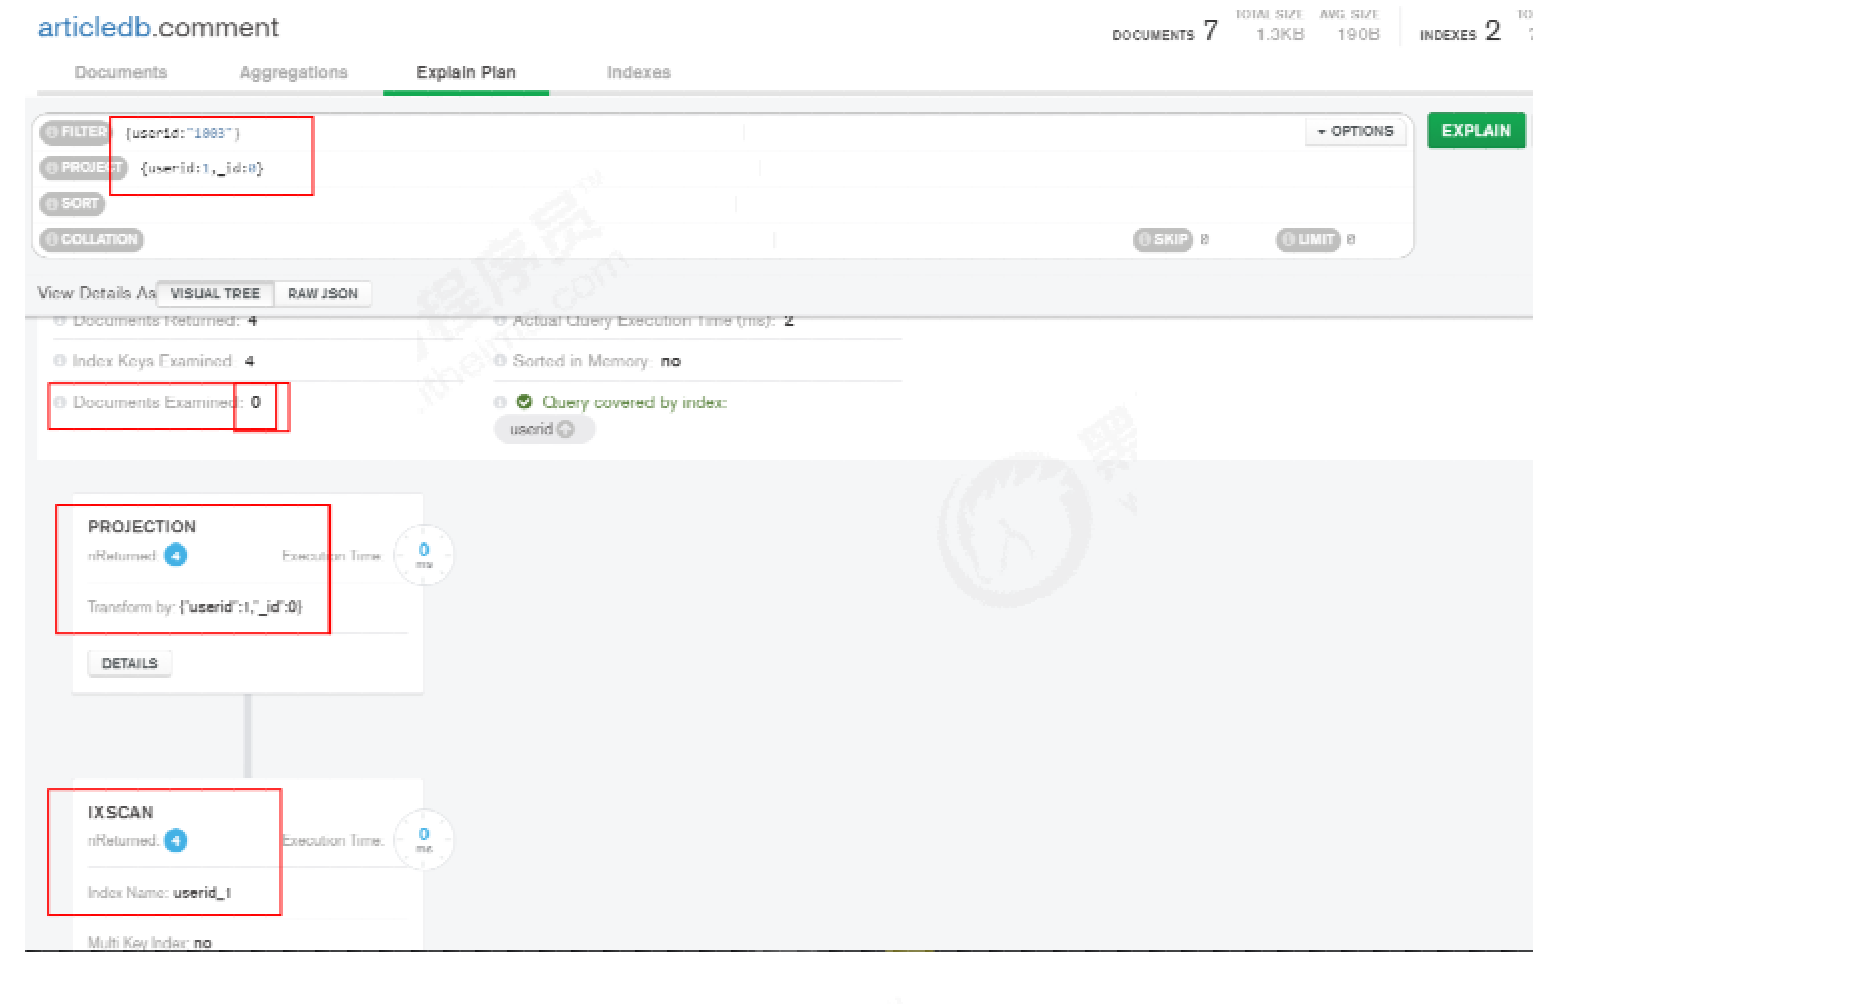 articledb.comment
DOCUMENTS 7 TOTAL SIZE 1.3KB AVG. SIZE 190B INDEXES 2
Documents Aggregations Explain Plan Indexes
FILTER {userid:"1003"} OPTIONS EXPLAIN
PROJECT {userid:1,_id:0}
SORT
COLLATION SKIP 0 LIMIT 0
View Details As VISUAL TREE RAW JSON
Documents Returned: 4 Actual Query Execution Time (ms): 2
Index Keys Examined: 4 Sorted in Memory: no
Documents Examined: 0 Query covered by index:
userid
PROJECTION
nReturned: 4 Execution Time: 0 ms
Transform by: {"userid":1,"_id":0}
DETAILS
IXSCAN
nReturned: 4 Execution Time: 0 ms
Index Name: userid_1
Multi Key Index: no
程序员
黑